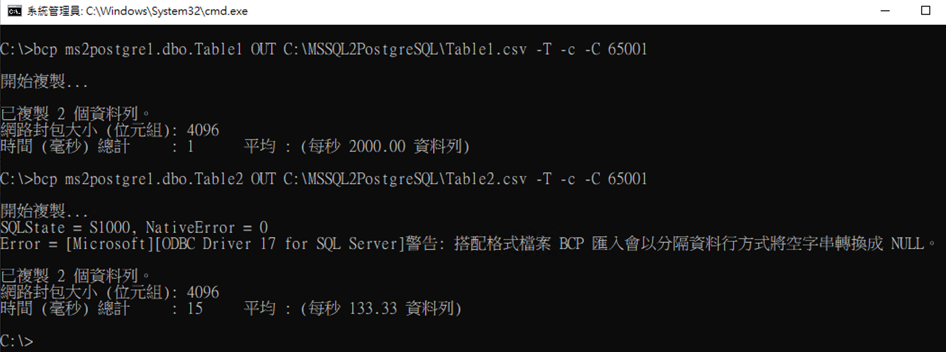 系統管理員: C:\Windows\System32\cmd.exe
C:\>bcp ms2postgre1.dbo.Table1 OUT C:\MSSQL2PostgreSQL\Table1.csv -T -c -C 65001
開始複製...
已複製 2 個資料列。
網路封包大小 (位元組): 4096
時間 (毫秒) 總計     : 1      平均 : (每秒 2000.00 資料列)
C:\>bcp ms2postgre1.dbo.Table2 OUT C:\MSSQL2PostgreSQL\Table2.csv -T -c -C 65001
開始複製...
SQLState = S1000, NativeError = 0
Error = [Microsoft][ODBC Driver 17 for SQL Server]警告: 搭配格式檔案 BCP 匯入會以分隔資料行方式將空字串轉換成 NULL。
已複製 2 個資料列。
網路封包大小 (位元組): 4096
時間 (毫秒) 總計     : 15     平均 : (每秒 133.33 資料列)
C:\>